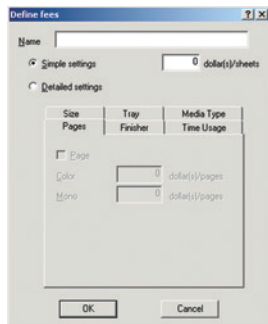 Define fees
Name
Simple settings 0 dollar(s)/sheets
Detailed settings
Size Tray Media Type
Pages Finisher Time Usage
Page
Color 0 dollar(s)/pages
Mono 0 dollar(s)/pages
OK Cancel